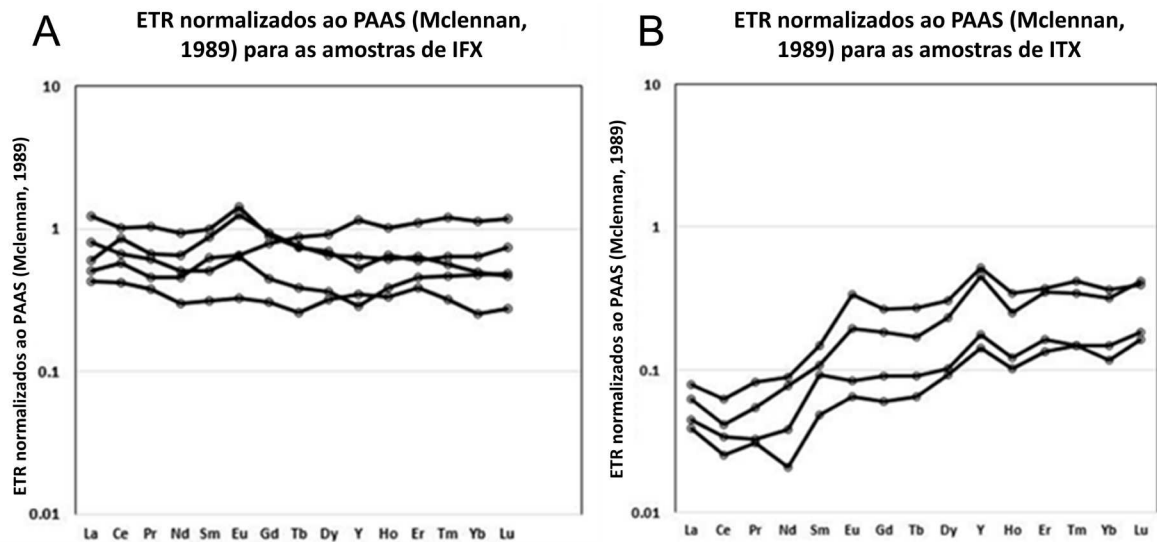 A
ETR normalizados ao PAAS (Mclennan,
1989) para as amostras de IFX
ETR normalizados ao PAAS (Mclennan, 1989)
10
1
0.1
0.01
La Ce Pr Nd Sm Eu Gd Tb Dy Y Ho Er Tm Yb Lu
B
ETR normalizados ao PAAS (Mclennan,
1989) para as amostras de ITX
ETR normalizados ao PAAS (Mclennan, 1989)
10
1
0.1
0.01
La Ce Pr Nd Sm Eu Gd Tb Dy Y Ho Er Tm Yb Lu